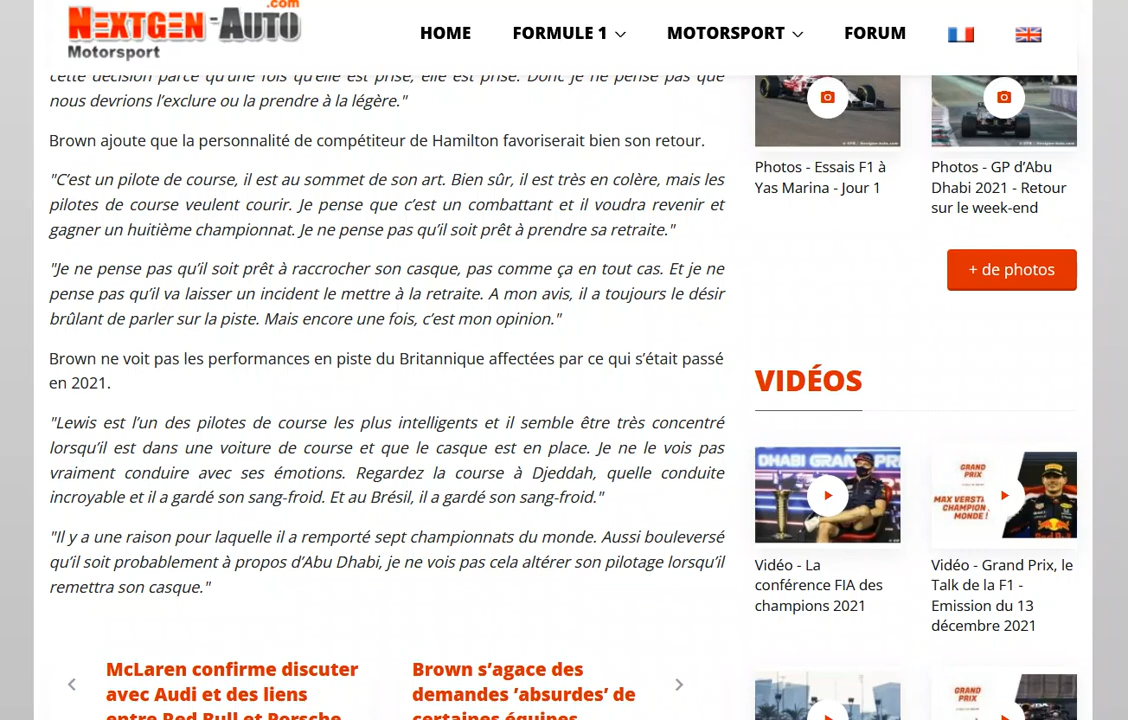 NEXTGEN-AUTO
.com
Motorsport
HOME
FORMULE 1
MOTORSPORT
FORUM
cette décision parce qu'une fois qu'elle est prise, elle est prise. Donc je ne pense pas que
nous devrions l’exclure ou la prendre à la légère."
Brown ajoute que la personnalité de compétiteur de Hamilton favoriserait bien son retour.
"C’est un pilote de course, il est au sommet de son art. Bien sûr, il est très en colère, mais les
pilotes de course veulent courir. Je pense que c’est un combattant et il voudra revenir et
gagner un huitième championnat. Je ne pense pas qu’il soit prêt à prendre sa retraite."
"Je ne pense pas qu’il soit prêt à raccrocher son casque, pas comme ça en tout cas. Et je ne
pense pas qu’il va laisser un incident le mettre à la retraite. A mon avis, il a toujours le désir
brûlant de parler sur la piste. Mais encore une fois, c’est mon opinion."
Brown ne voit pas les performances en piste du Britannique affectées par ce qui s’était passé
en 2021.
"Lewis est l’un des pilotes de course les plus intelligents et il semble être très concentré
lorsqu’il est dans une voiture de course et que le casque est en place. Je ne le vois pas
vraiment conduire avec ses émotions. Regardez la course à Djeddah, quelle conduite
incroyable et il a gardé son sang-froid. Et au Brésil, il a gardé son sang-froid."
"Il y a une raison pour laquelle il a remporté sept championnats du monde. Aussi bouleversé
qu’il soit probablement à propos d’Abu Dhabi, je ne vois pas cela altérer son pilotage lorsqu’il
remettra son casque."
McLaren confirme discuter
avec Audi et des liens
entre Red Bull et Porsche
Brown s’agace des
demandes ’absurdes’ de
certaines équipes
Photos - Essais F1 à
Yas Marina - Jour 1
Photos - GP d’Abu
Dhabi 2021 - Retour
sur le week-end
+ de photos
VIDÉOS
DHABI GRAND PR
Vidéo - La
conférence FIA des
champions 2021
GRAND
PRIX
MAX VERSTA
CHAMPION
MONDE !
Vidéo - Grand Prix, le
Talk de la F1 -
Emission du 13
décembre 2021
GRAND
PRIX